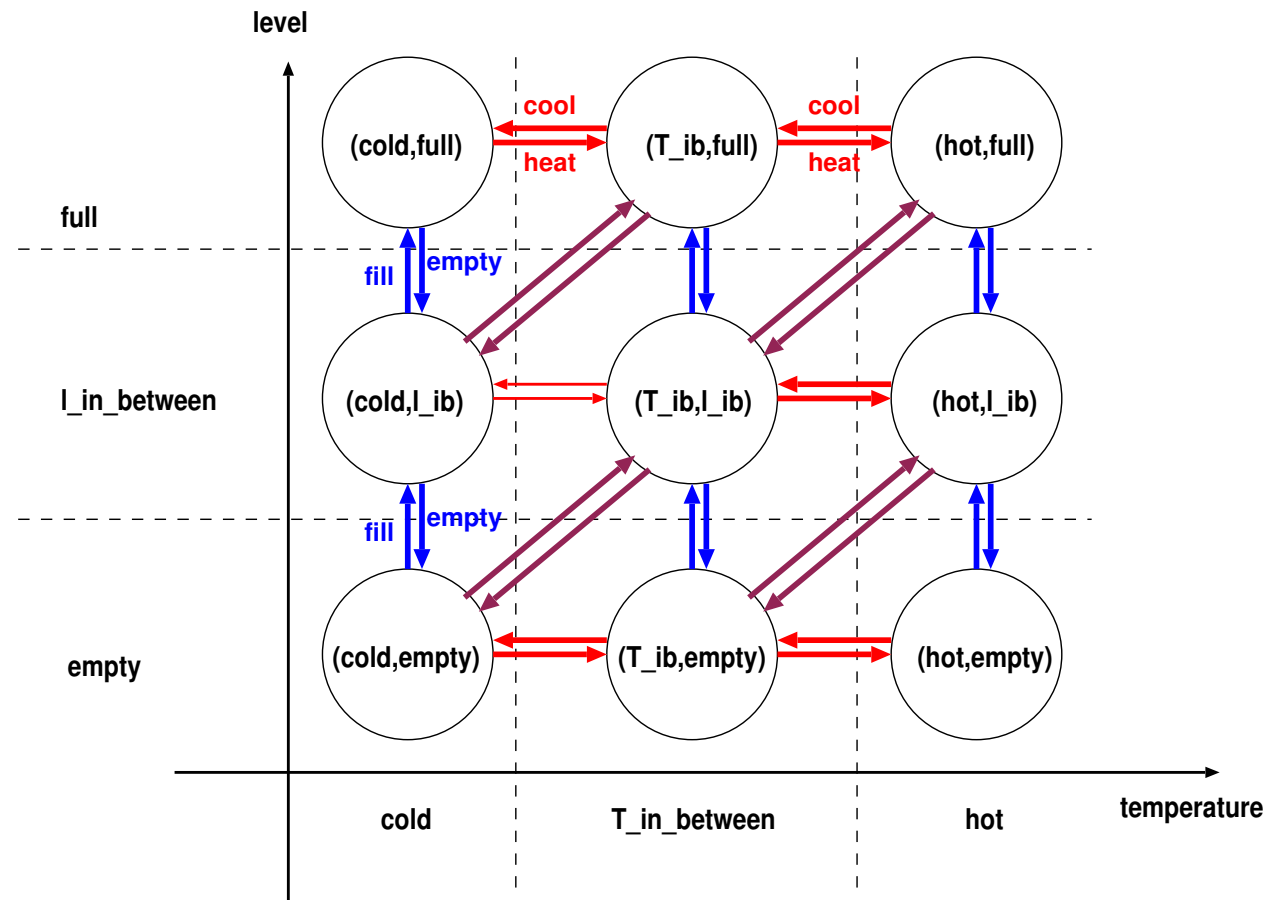 level
cool
cool
(cold,full)
(T_ib,full)
(hot,full)
heat
heat
full
fill
empty
l_in_between
(cold,l_ib)
(T_ib,l_ib)
(hot,l_ib)
fill
empty
empty
(cold,empty)
(T_ib,empty)
(hot,empty)
cold
T_in_between
hot
temperature